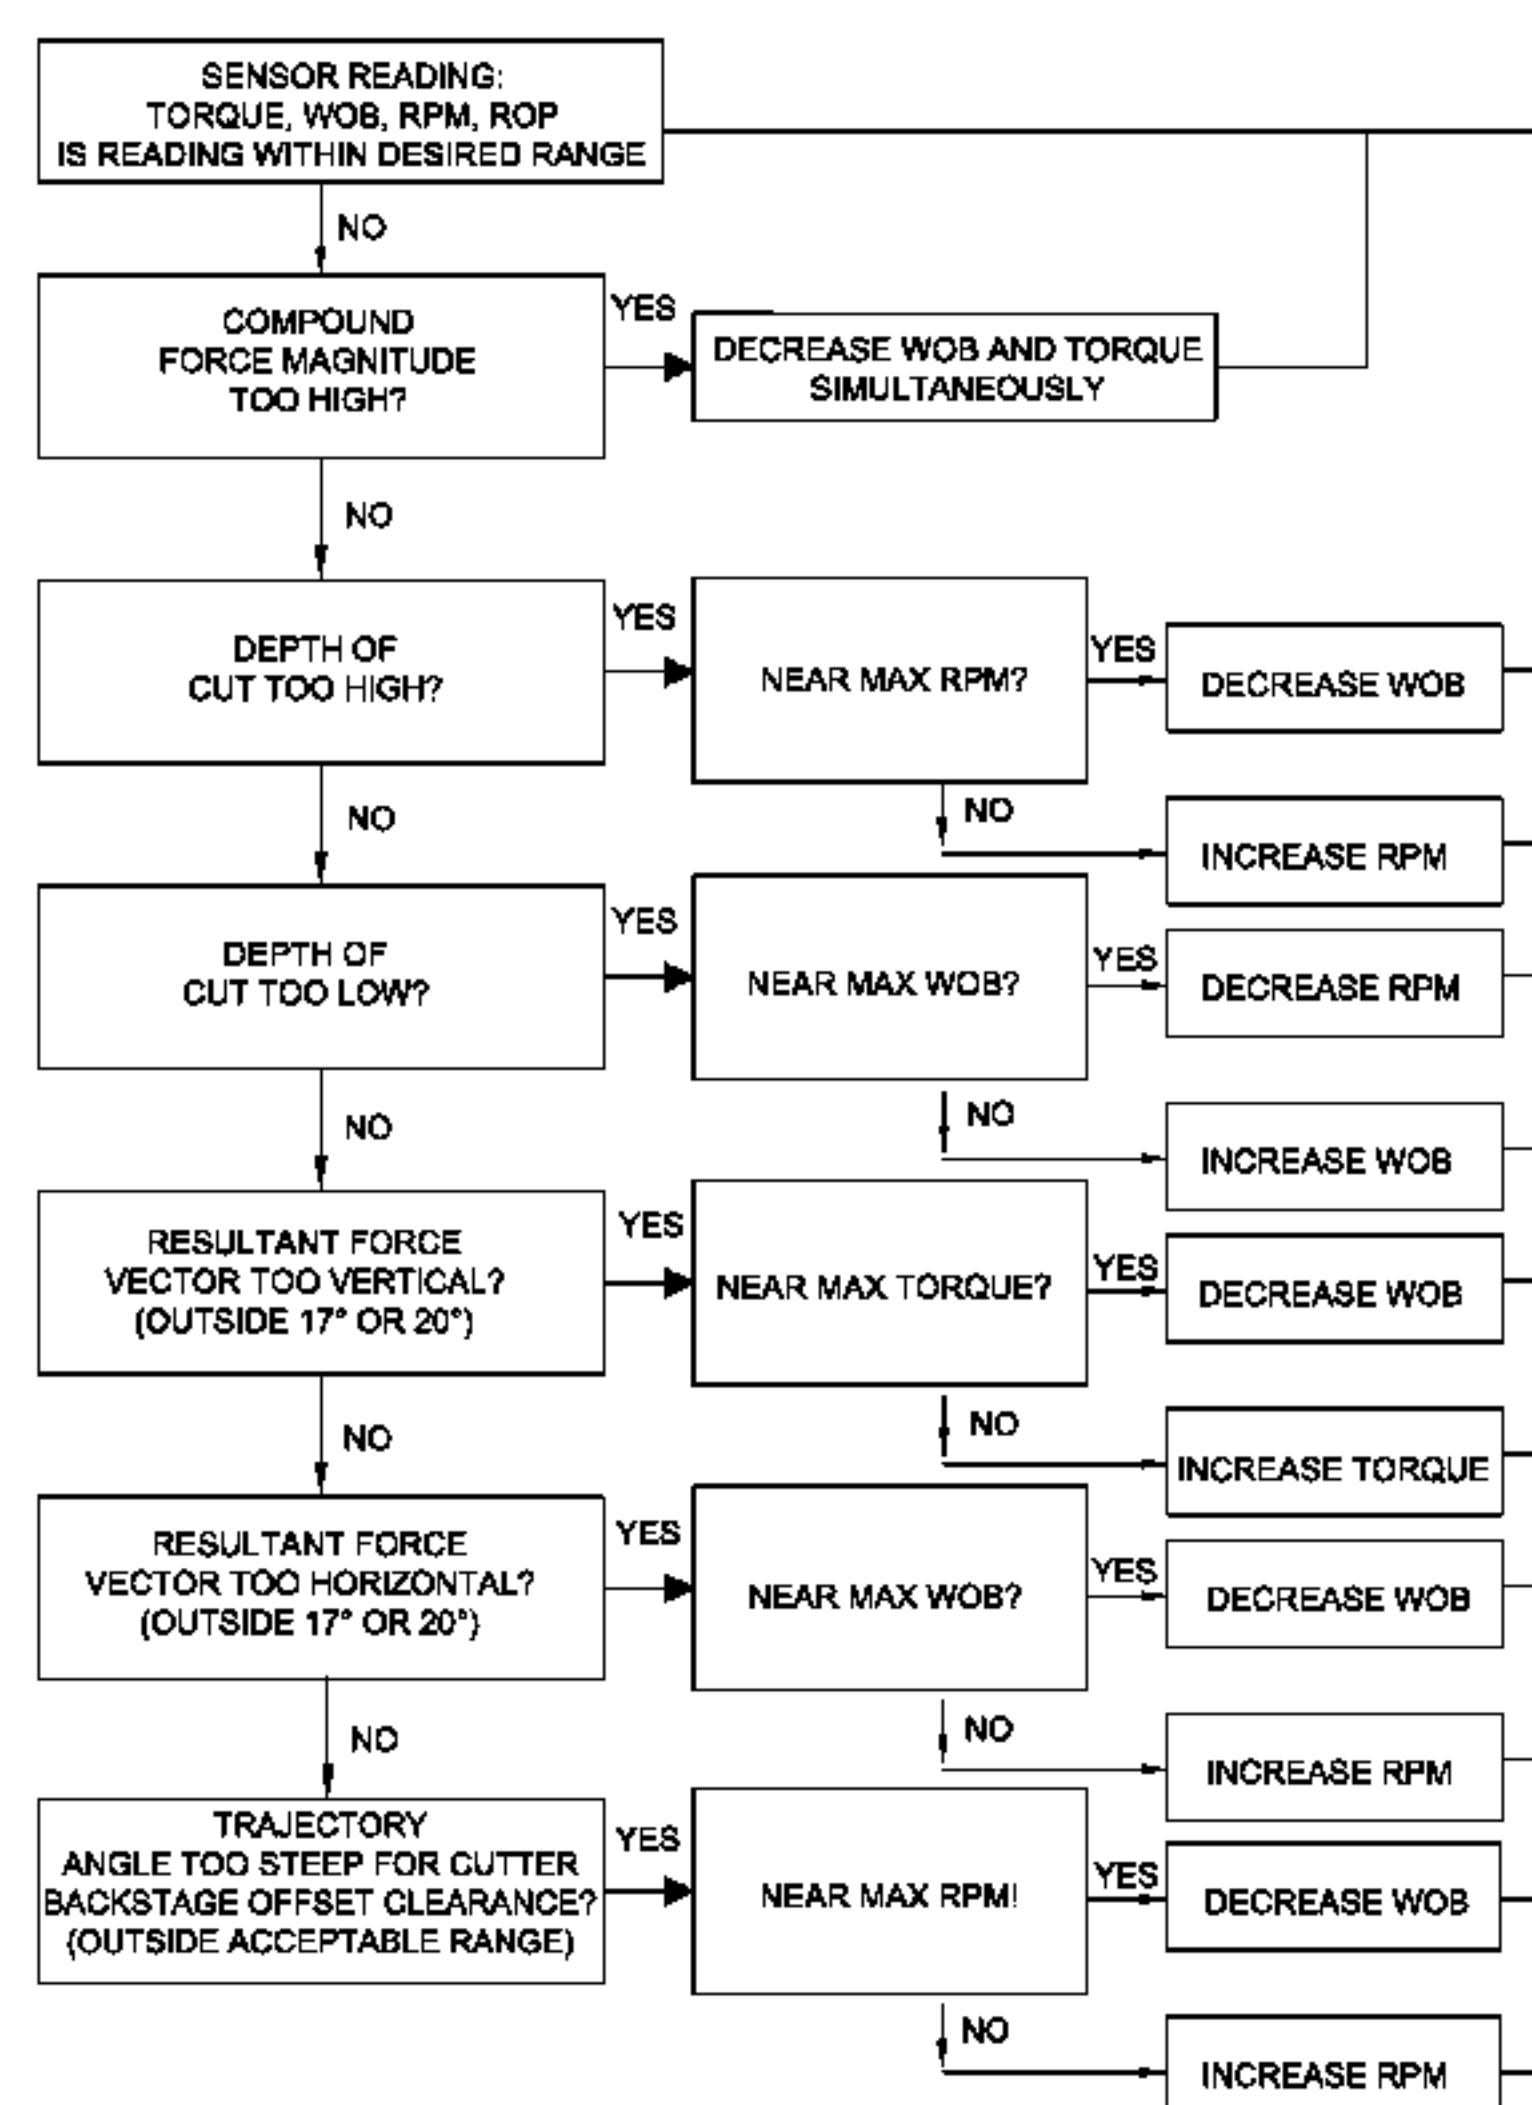 SENSOR READING:
TORQUE, WOB, RPM, ROP
IS READING WITHIN DESIRED RANGE
NO
COMPOUND
FORCE MAGNITUDE
TOO HIGH?
YES
DECREASE WOB AND TORQUE
SIMULTANEOUSLY
NO
DEPTH OF
CUT TOO HIGH?
YES
NEAR MAX RPM?
YES
DECREASE WOB
NO
INCREASE RPM
NO
DEPTH OF
CUT TOO LOW?
YES
NEAR MAX WOB?
YES
DECREASE RPM
NO
INCREASE WOB
NO
RESULTANT FORCE
VECTOR TOO VERTICAL?
(OUTSIDE 17° OR 20°)
YES
NEAR MAX TORQUE?
YES
DECREASE WOB
NO
INCREASE TORQUE
NO
RESULTANT FORCE
VECTOR TOO HORIZONTAL?
(OUTSIDE 17° OR 20°)
YES
NEAR MAX WOB?
YES
DECREASE WOB
NO
INCREASE RPM
NO
TRAJECTORY
ANGLE TOO STEEP FOR CUTTER
BACKSTAGE OFFSET CLEARANCE?
(OUTSIDE ACCEPTABLE RANGE)
YES
NEAR MAX RPM!
YES
DECREASE WOB
NO
INCREASE RPM